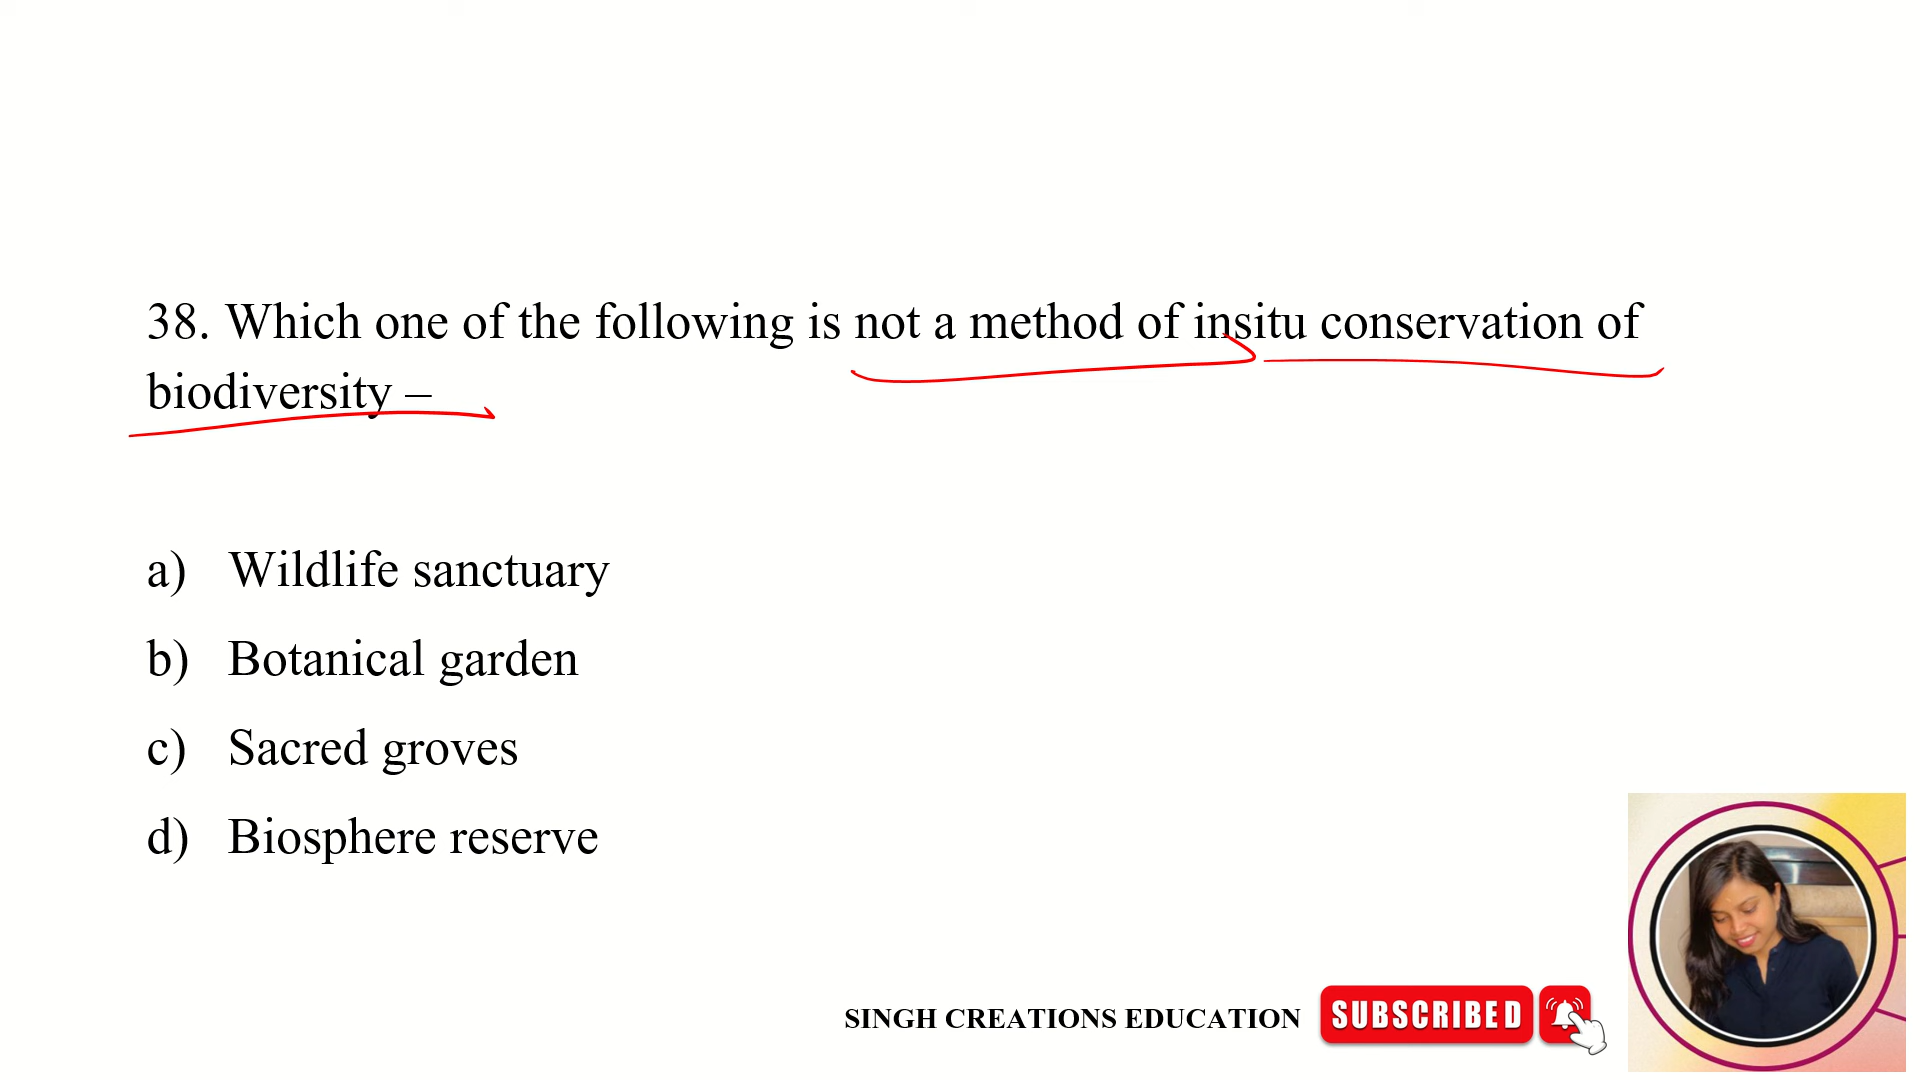 38. Which one of the following is not a method of insitu conservation of
biodiversity –
a) Wildlife sanctuary
b) Botanical garden
c) Sacred groves
d) Biosphere reserve
SINGH CREATIONS EDUCATION
SUBSCRIBED